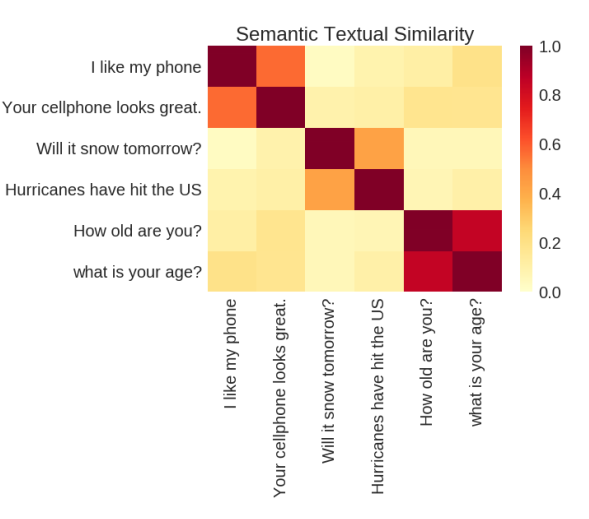 Semantic Textual Similarity
I like my phone
Your cellphone looks great.
Will it snow tomorrow?
Hurricanes have hit the US
How old are you?
what is your age?
1.0
0.8
0.6
0.4
0.2
0.0
I like my phone
Your cellphone looks great.
Will it snow tomorrow?
Hurricanes have hit the US
How old are you?
what is your age?